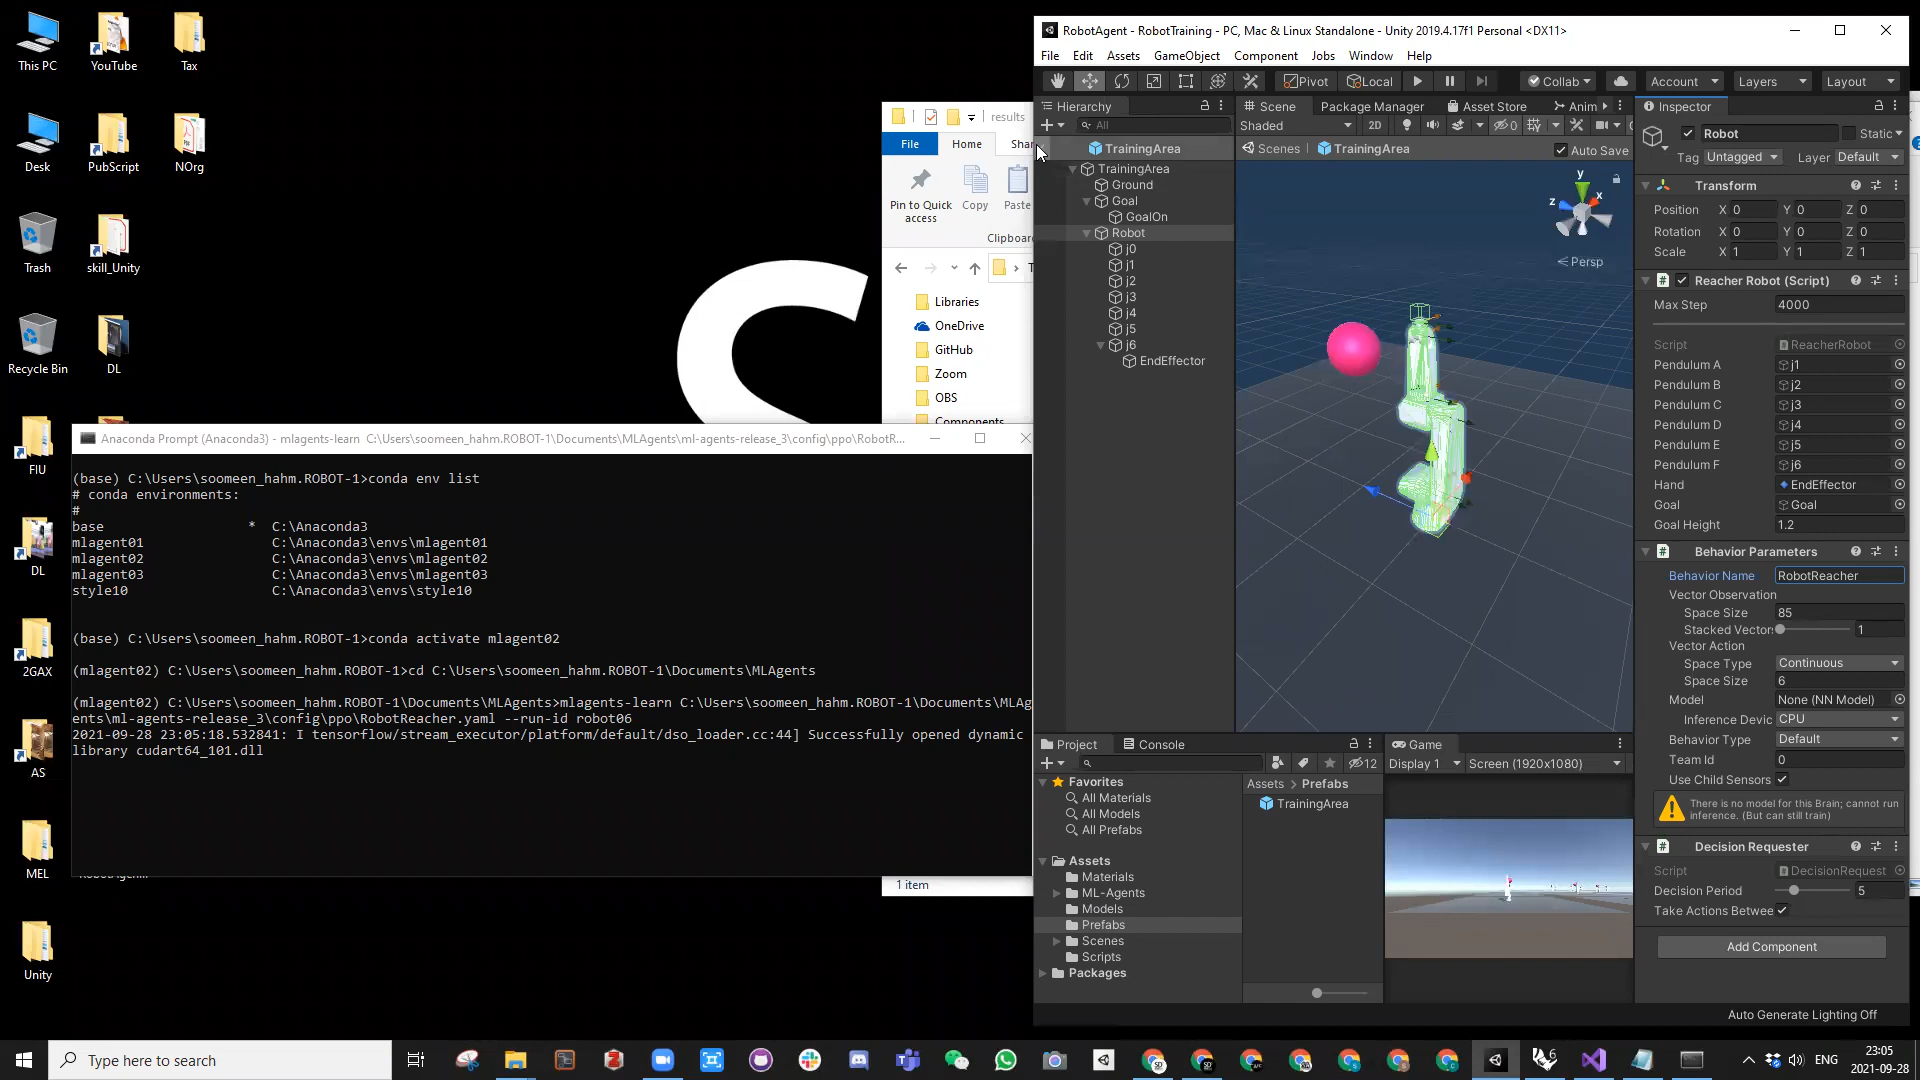 This PC
YouTube
Tax
Desk
PubScript
NOrg
Trash
skill_Unity
Recycle Bin
DL
FIU
DL
2GAX
AS
MEL
Unity
S
results
File
Home
Pin to Quick
access
Copy
Paste
Libraries
OneDrive
GitHub
Zoom
OBS
Components
1 item
Anaconda Prompt (Anaconda3) - mlagents-learn C:\Users\soomeen_hahm.ROBOT-1\Documents\MLAgents\ml-agents-release_3\config\ppo\RobotR...
(base) C:\Users\soomeen_hahm.ROBOT-1>conda env list
# conda environments:
#
base * C:\Anaconda3
mlagent01 C:\Anaconda3\envs\mlagent01
mlagent02 C:\Anaconda3\envs\mlagent02
mlagent03 C:\Anaconda3\envs\mlagent03
style10 C:\Anaconda3\envs\style10
(base) C:\Users\soomeen_hahm.ROBOT-1>conda activate mlagent02
(mlagent02) C:\Users\soomeen_hahm.ROBOT-1>cd C:\Users\soomeen_hahm.ROBOT-1\Documents\MLAgents
(mlagent02) C:\Users\soomeen_hahm.ROBOT-1\Documents\MLAgents>mlagents-learn C:\Users\soomeen_hahm.ROBOT-1\Documents\MLAg
ents\ml-agents-release_3\config\ppo\RobotReacher.yaml --run-id robot06
2021-09-28 23:05:18.532841: I tensorflow/stream_executor/platform/default/dso_loader.cc:44] Successfully opened dynamic
library cudart64_101.dll
RobotAgent - RobotTraining - PC, Mac & Linux Standalone - Unity 2019.4.17f1 Personal <DX11>
File Edit Assets GameObject Component Jobs Window Help
Pivot Local Collab Account Layers Layout
Hierarchy
All
TrainingArea
TrainingArea
Ground
Goal
GoalOn
Robot
j0
j1
j2
j3
j4
j5
j6
EndEffector
Scene Package Manager Asset Store Anim
Shaded 2D 0
Scenes TrainingArea Auto Save
y
x
z
Persp
Inspector
Robot Static
Tag Untagged Layer Default
Transform
Position X 0 Y 0 Z 0
Rotation X 0 Y 0 Z 0
Scale X 1 Y 1 Z 1
Reacher Robot (Script)
Max Step 4000
Script ReacherRobot
Pendulum A j1
Pendulum B j2
Pendulum C j3
Pendulum D j4
Pendulum E j5
Pendulum F j6
Hand EndEffector
Goal Goal
Goal Height 1.2
Behavior Parameters
Behavior Name RobotReacher
Vector Observation
Space Size 85
Stacked Vectors 1
Vector Action
Space Type Continuous
Space Size 6
Model None (NN Model)
Inference Devic CPU
Behavior Type Default
Team Id 0
Use Child Sensors
There is no model for this Brain; cannot run
inference. (But can still train)
Decision Requester
Script DecisionRequest
Decision Period 5
Take Actions Betwee
Add Component
Project Console
12
Favorites
All Materials
All Models
All Prefabs
Assets
Materials
ML-Agents
Models
Prefabs
Scenes
Scripts
Packages
Assets > Prefabs
TrainingArea
Game
Display 1 Screen (1920x1080)
Auto Generate Lighting Off
Type here to search
ENG
23:05
2021-09-28